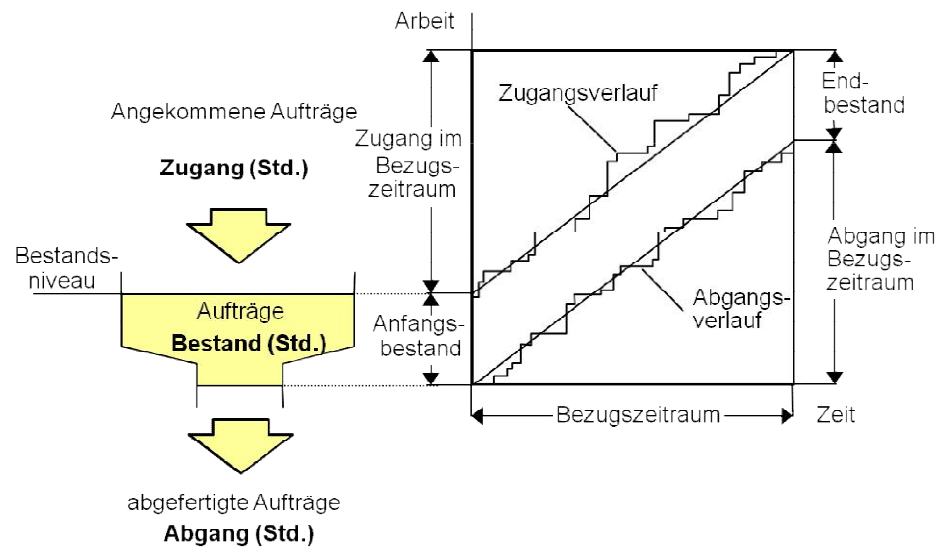 Arbeit
Angekommene Aufträge
Zugang (Std.)
Bestands-
niveau
Aufträge
Bestand (Std.)
abgefertigte Aufträge
Abgang (Std.)
Zugang im
Bezugs-
zeitraum
Anfangs-
bestand
Zugangsverlauf
Abgangs-
verlauf
End-
bestand
Abgang im
Bezugs-
zeitraum
Bezugszeitraum
Zeit